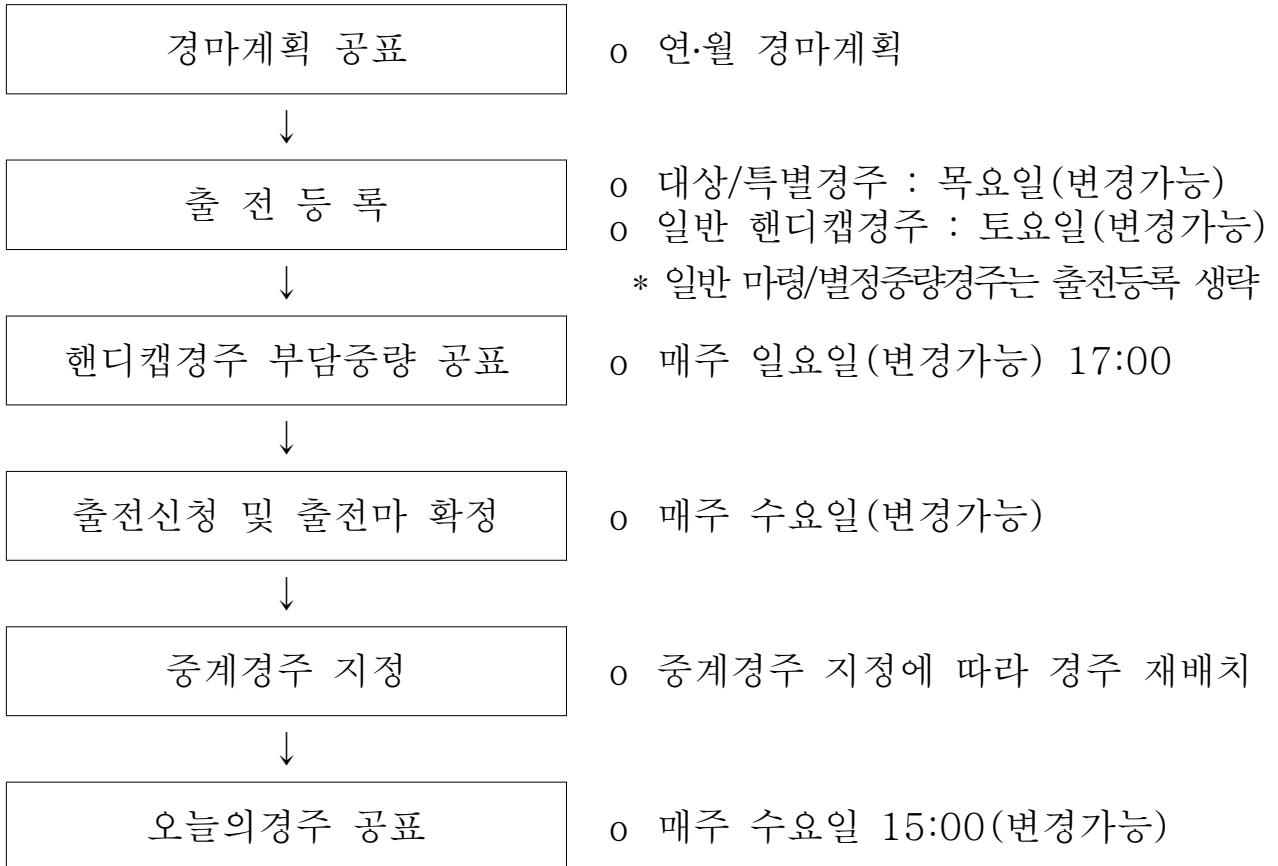 경마계획 공표 o 연·월 경마계획
↓
출 전 등 록 o 대상/특별경주 : 목요일(변경가능)
o 일반 핸디캡경주 : 토요일(변경가능)
* 일반 마령/별정중량경주는 출전등록 생략
↓
핸디캡경주 부담중량 공표 o 매주 일요일(변경가능) 17:00
↓
출전신청 및 출전마 확정 o 매주 수요일(변경가능)
↓
중계경주 지정 o 중계경주 지정에 따라 경주 재배치
↓
오늘의경주 공표 o 매주 수요일 15:00(변경가능)